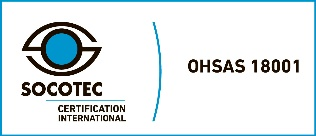 SOCOTEC
CERTIFICATION
INTERNATIONAL
OHSAS 18001